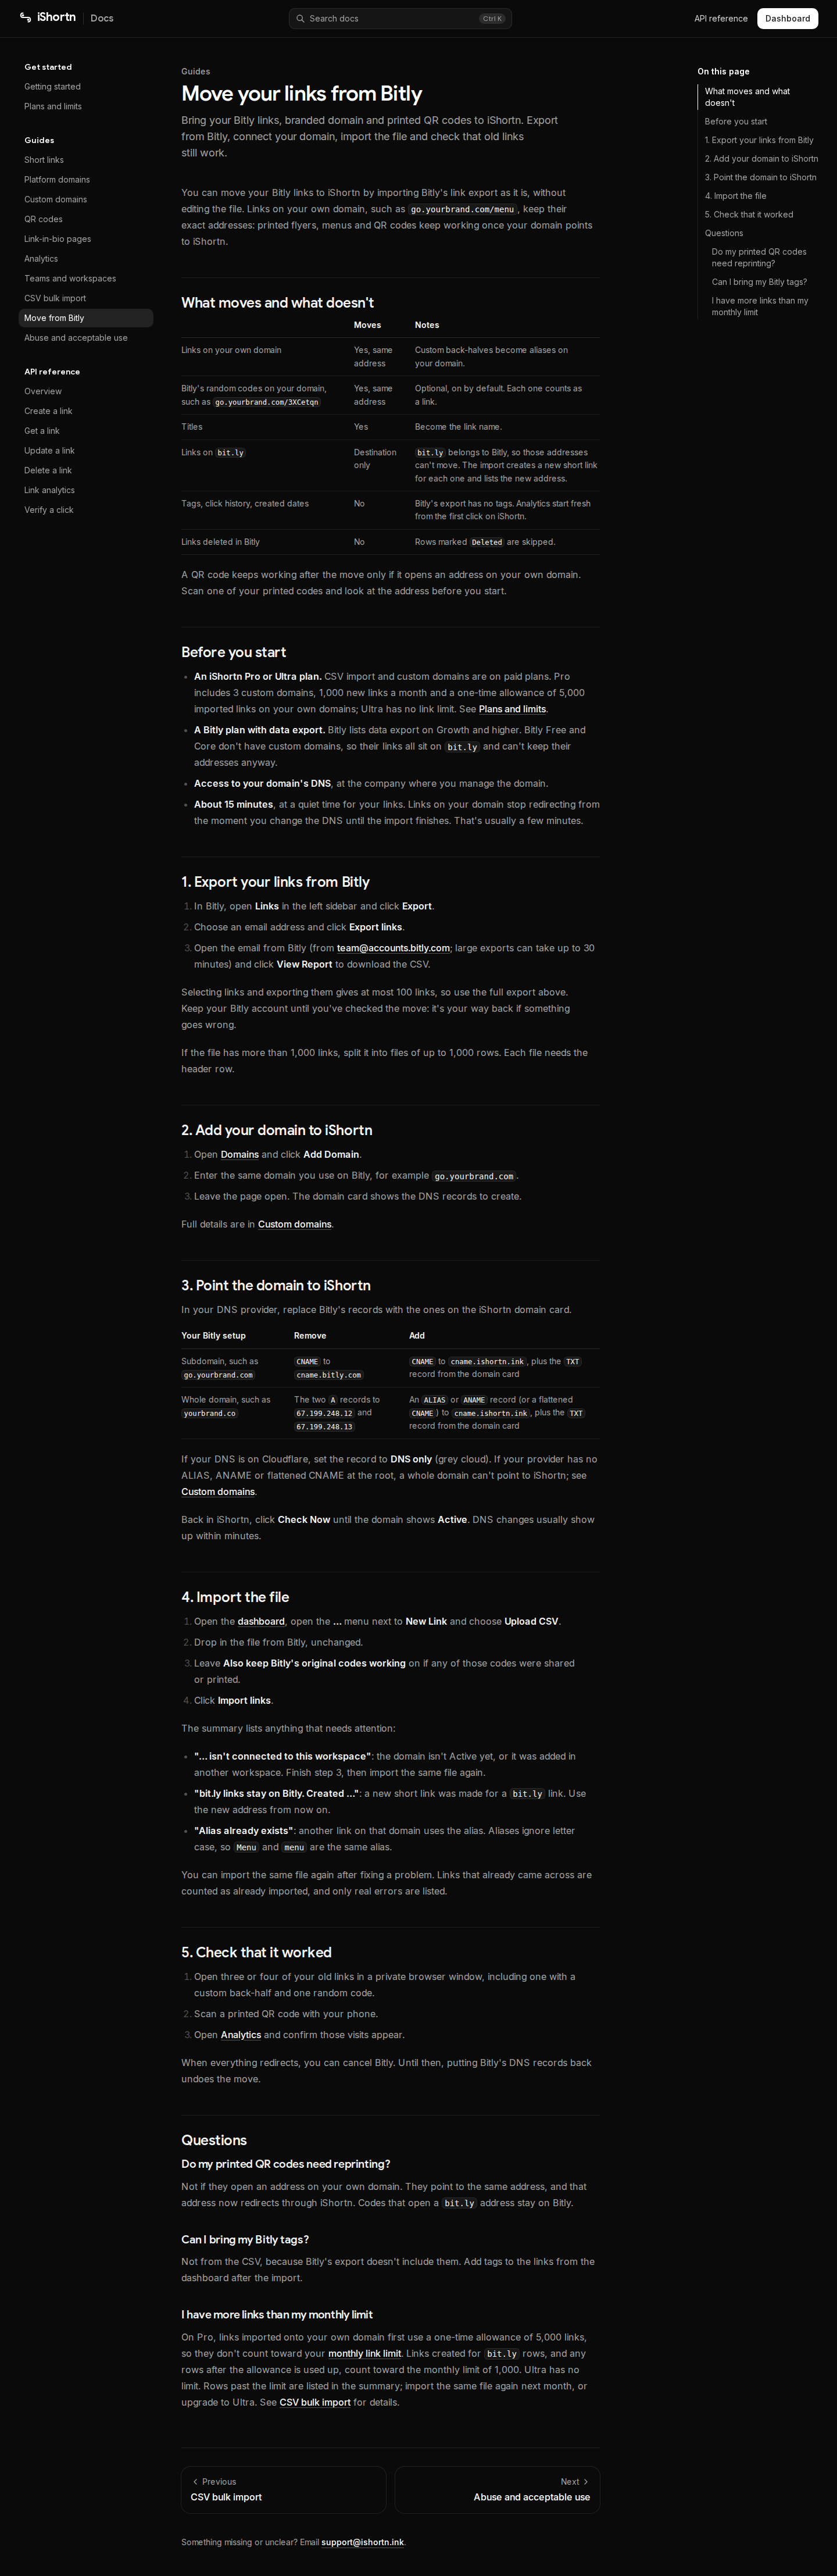 iShortn
Docs
Search docs
Ctrl K
API reference
Dashboard
Get started
Getting started
Plans and limits
Guides
Short links
Platform domains
Custom domains
QR codes
Link-in-bio pages
Analytics
Teams and workspaces
CSV bulk import
Move from Bitly
Abuse and acceptable use
API reference
Overview
Create a link
Get a link
Update a link
Delete a link
Link analytics
Verify a click
Guides
Move your links from Bitly
Bring your Bitly links, branded domain and printed QR codes to iShortn. Export
from Bitly, connect your domain, import the file and check that old links
still work.
You can move your Bitly links to iShortn by importing Bitly's link export as it is, without
editing the file. Links on your own domain, such as go.yourbrand.com/menu, keep their
exact addresses: printed flyers, menus and QR codes keep working once your domain points
to iShortn.
What moves and what doesn't
Moves Notes
Links on your own domain
Yes, same
address
Custom back-halves become aliases on
your domain.
Bitly's random codes on your domain,
such as go.yourbrand.com/3XCetqn
Yes, same
address
Optional, on by default. Each one counts as
a link.
Titles
Yes
Become the link name.
Links on bit.ly
Destination
only
bit.ly belongs to Bitly, so those addresses
can't move. The import creates a new short link
for each one and lists the new address.
Tags, click history, created dates
No
Bitly's export has no tags. Analytics start fresh
from the first click on iShortn.
Links deleted in Bitly
No
Rows marked Deleted are skipped.
A QR code keeps working after the move only if it opens an address on your own domain.
Scan one of your printed codes and look at the address before you start.
Before you start
• An iShortn Pro or Ultra plan. CSV import and custom domains are on paid plans. Pro
includes 3 custom domains, 1,000 new links a month and a one-time allowance of 5,000
imported links on your own domains; Ultra has no link limit. See Plans and limits.
• A Bitly plan with data export. Bitly lists data export on Growth and higher. Bitly Free and
Core don't have custom domains, so their links all sit on bit.ly and can't keep their
addresses anyway.
• Access to your domain's DNS, at the company where you manage the domain.
• About 15 minutes, at a quiet time for your links. Links on your domain stop redirecting from
the moment you change the DNS until the import finishes. That's usually a few minutes.
1. Export your links from Bitly
1. In Bitly, open Links in the left sidebar and click Export.
2. Choose an email address and click Export links.
3. Open the email from Bitly (from team@accounts.bitly.com; large exports can take up to 30
minutes) and click View Report to download the CSV.
Selecting links and exporting them gives at most 100 links, so use the full export above.
Keep your Bitly account until you've checked the move: it's your way back if something
goes wrong.
If the file has more than 1,000 links, split it into files of up to 1,000 rows. Each file needs the
header row.
2. Add your domain to iShortn
1. Open Domains and click Add Domain.
2. Enter the same domain you use on Bitly, for example go.yourbrand.com.
3. Leave the page open. The domain card shows the DNS records to create.
Full details are in Custom domains.
3. Point the domain to iShortn
In your DNS provider, replace Bitly's records with the ones on the iShortn domain card.
Your Bitly setup Remove Add
Subdomain, such as
go.yourbrand.com
CNAME to
cname.bitly.com
CNAME to cname.ishortn.ink, plus the TXT
record from the domain card
Whole domain, such as
yourbrand.co
The two A records to
67.199.248.12 and
67.199.248.13
An ALIAS or ANAME record (or a flattened
CNAME) to cname.ishortn.ink, plus the TXT
record from the domain card
If your DNS is on Cloudflare, set the record to DNS only (grey cloud). If your provider has no
ALIAS, ANAME or flattened CNAME at the root, a whole domain can't point to iShortn; see
Custom domains.
Back in iShortn, click Check Now until the domain shows Active. DNS changes usually show
up within minutes.
4. Import the file
1. Open the dashboard, open the ... menu next to New Link and choose Upload CSV.
2. Drop in the file from Bitly, unchanged.
3. Leave Also keep Bitly's original codes working on if any of those codes were shared
or printed.
4. Click Import links.
The summary lists anything that needs attention:
• "... isn't connected to this workspace": the domain isn't Active yet, or it was added in
another workspace. Finish step 3, then import the same file again.
• "bit.ly links stay on Bitly. Created ...": a new short link was made for a bit.ly link. Use
the new address from now on.
• "Alias already exists": another link on that domain uses the alias. Aliases ignore letter
case, so Menu and menu are the same alias.
You can import the same file again after fixing a problem. Links that already came across are
counted as already imported, and only real errors are listed.
5. Check that it worked
1. Open three or four of your old links in a private browser window, including one with a
custom back-half and one random code.
2. Scan a printed QR code with your phone.
3. Open Analytics and confirm those visits appear.
When everything redirects, you can cancel Bitly. Until then, putting Bitly's DNS records back
undoes the move.
Questions
Do my printed QR codes need reprinting?
Not if they open an address on your own domain. They point to the same address, and that
address now redirects through iShortn. Codes that open a bit.ly address stay on Bitly.
Can I bring my Bitly tags?
Not from the CSV, because Bitly's export doesn't include them. Add tags to the links from the
dashboard after the import.
I have more links than my monthly limit
On Pro, links imported onto your own domain first use a one-time allowance of 5,000 links,
so they don't count toward your monthly link limit. Links created for bit.ly rows, and any
rows after the allowance is used up, count toward the monthly limit of 1,000. Ultra has no
limit. Rows past the limit are listed in the summary; import the same file again next month, or
upgrade to Ultra. See CSV bulk import for details.
Previous
CSV bulk import
Next
Abuse and acceptable use
Something missing or unclear? Email support@ishortn.ink.
On this page
What moves and what
doesn't
Before you start
1. Export your links from Bitly
2. Add your domain to iShortn
3. Point the domain to iShortn
4. Import the file
5. Check that it worked
Questions
Do my printed QR codes
need reprinting?
Can I bring my Bitly tags?
I have more links than my
monthly limit